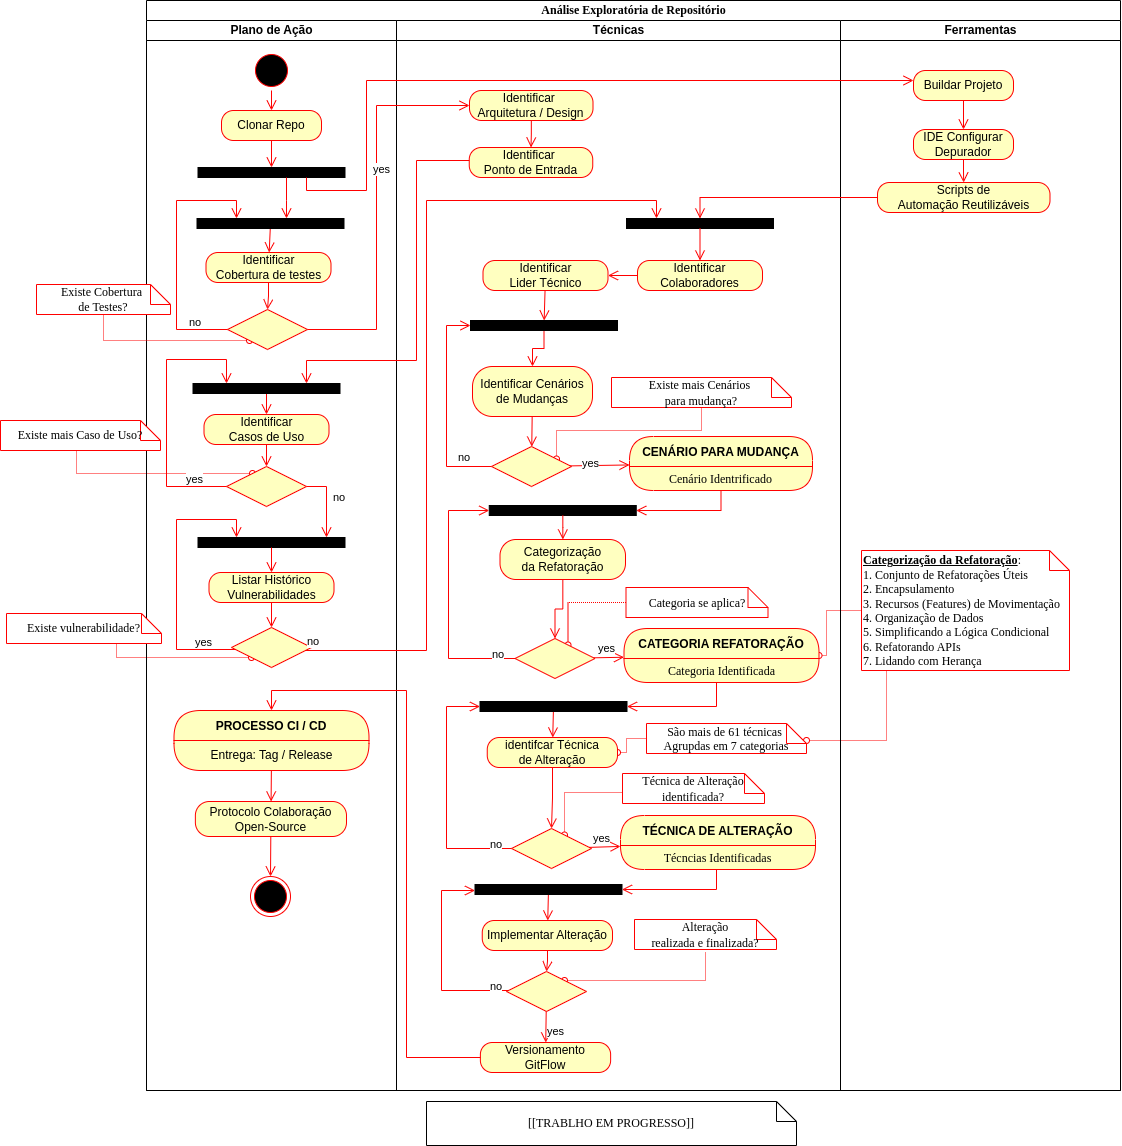 Análise Exploratória de Repositório
Plano de Ação
Técnicas
Ferramentas
Clonar Repo
Identificar
Cobertura de testes
Existe Cobertura
de Testes?
no
yes
Identificar
Casos de Uso
Existe mais Caso de Uso?
yes
no
Listar Histórico
Vulnerabilidades
Existe vulnerabilidade?
yes
no
PROCESSO CI / CD
Entrega: Tag / Release
Protocolo Colaboração
Open-Source
Identificar
Arquitetura / Design
Identificar
Ponto de Entrada
Identificar
Lider Técnico
Identificar
Colaboradores
Identificar Cenários
de Mudanças
Existe mais Cenários
para mudança?
no
yes
CENÁRIO PARA MUDANÇA
Cenário Identrificado
Categorização
da Refatoração
Categoria se aplica?
no
yes
CATEGORIA REFATORAÇÃO
Categoria Identificada
identifcar Técnica
de Alteração
São mais de 61 técnicas
Agrupdas em 7 categorias
Técnica de Alteração
identificada?
no
yes
TÉCNICA DE ALTERAÇÃO
Técncias Identificadas
Implementar Alteração
Alteração
realizada e finalizada?
no
yes
Versionamento
GitFlow
Buildar Projeto
IDE Configurar
Depurador
Scripts de
Automação Reutilizáveis
Categorização da Refatoração:
1. Conjunto de Refatorações Úteis
2. Encapsulamento
3. Recursos (Features) de Movimentação
4. Organização de Dados
5. Simplificando a Lógica Condicional
6. Refatorando APIs
7. Lidando com Herança
[[TRABLHO EM PROGRESSO]]